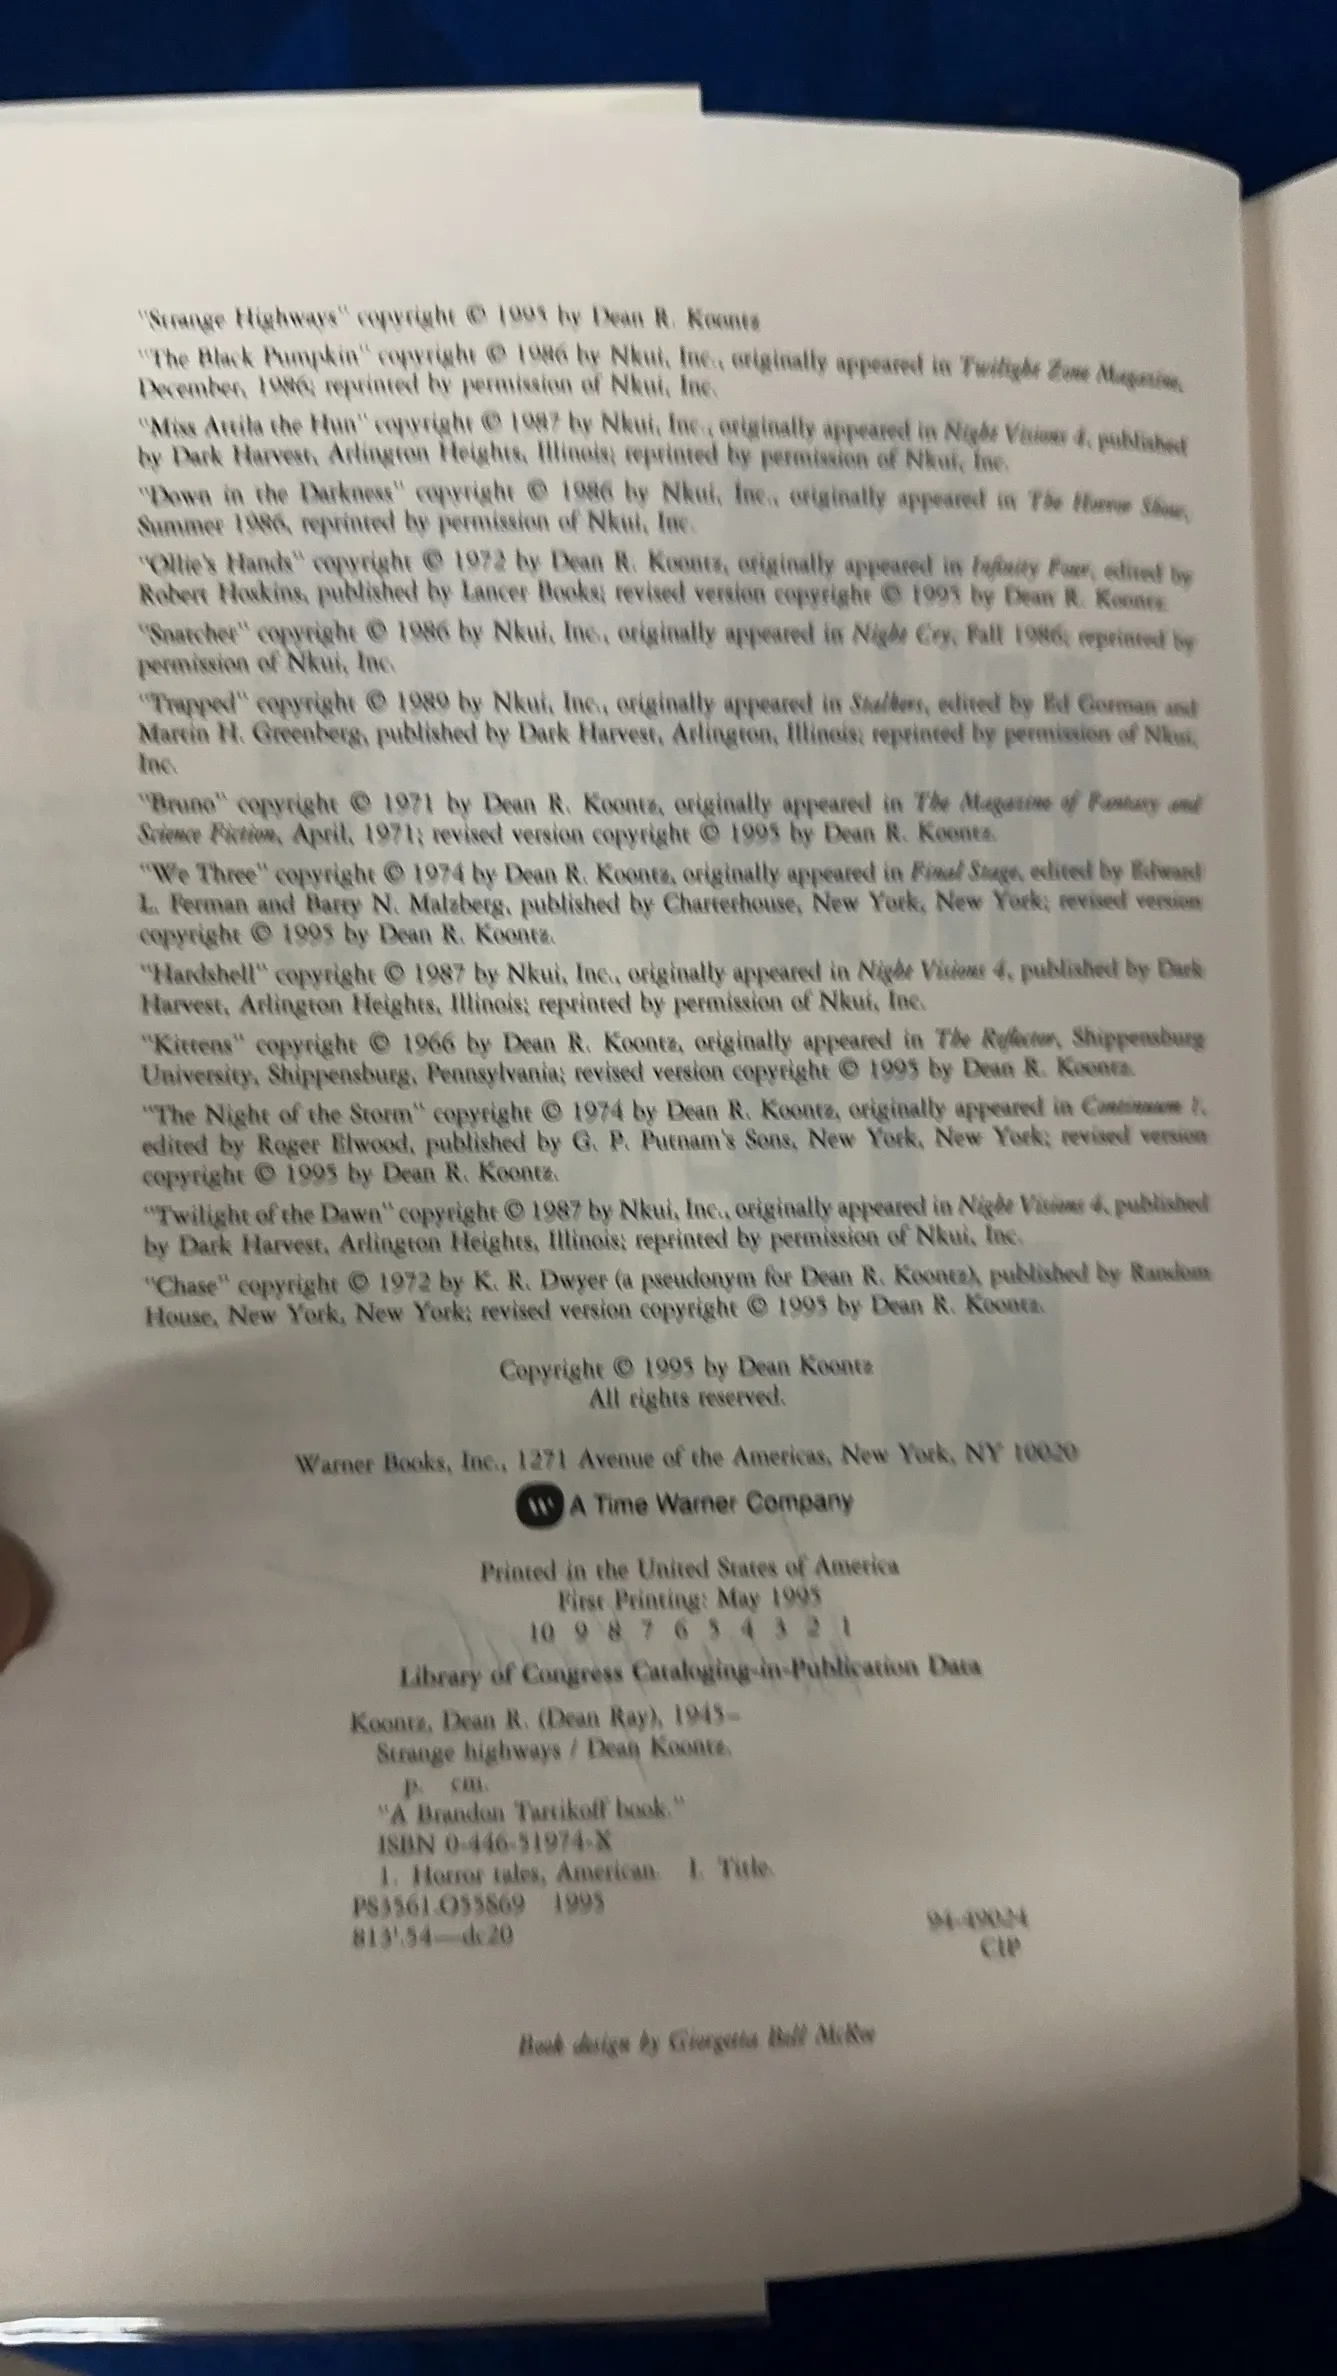 "Strange Highways" copyright © 1995 by Dean R. Koontz
"The Black Pumpkin" copyright © 1986 by Nkui, Inc., originally appeared in Twilight Zone Magazine,
December, 1986; reprinted by permission of Nkui, Inc.
"Miss Attila the Hun" copyright © 1987 by Nkui, Inc., originally appeared in Night Visions 4, published
by Dark Harvest, Arlington Heights, Illinois; reprinted by permission of Nkui, Inc.
"Down in the Darkness" copyright © 1986 by Nkui, Inc., originally appeared in The Horror Show,
Summer 1986, reprinted by permission of Nkui, Inc.
"Ollie's Hands" copyright © 1972 by Dean R. Koontz, originally appeared in Infinity Four, edited by
Robert Hoskins, published by Lancer Books; revised version copyright © 1995 by Dean R. Koontz.
"Snatcher" copyright © 1986 by Nkui, Inc., originally appeared in Night Cry, Fall 1986; reprinted by
permission of Nkui, Inc.
"Trapped" copyright © 1989 by Nkui, Inc., originally appeared in Stalkers, edited by Ed Gorman and
Martin H. Greenberg, published by Dark Harvest, Arlington, Illinois; reprinted by permission of Nkui,
Inc.
"Bruno" copyright © 1971 by Dean R. Koontz, originally appeared in The Magazine of Fantasy and
Science Fiction, April, 1971; revised version copyright © 1995 by Dean R. Koontz.
"We Three" copyright © 1974 by Dean R. Koontz, originally appeared in Final Stage, edited by Edward
L. Ferman and Barry N. Malzberg, published by Charterhouse, New York, New York; revised version
copyright © 1995 by Dean R. Koontz.
"Hardshell" copyright © 1987 by Nkui, Inc., originally appeared in Night Visions 4, published by Dark
Harvest, Arlington Heights, Illinois; reprinted by permission of Nkui, Inc.
"Kittens" copyright © 1966 by Dean R. Koontz, originally appeared in The Reflector, Shippensburg
University, Shippensburg, Pennsylvania; revised version copyright © 1995 by Dean R. Koontz.
"The Night of the Storm" copyright © 1974 by Dean R. Koontz, originally appeared in Continuum 1,
edited by Roger Elwood, published by G. P. Putnam's Sons, New York, New York; revised version
copyright © 1995 by Dean R. Koontz.
"Twilight of the Dawn" copyright © 1987 by Nkui, Inc., originally appeared in Night Visions 4, published
by Dark Harvest, Arlington Heights, Illinois; reprinted by permission of Nkui, Inc.
"Chase" copyright © 1972 by K. R. Dwyer (a pseudonym for Dean R. Koontz), published by Random
House, New York, New York; revised version copyright © 1995 by Dean R. Koontz.
Copyright © 1995 by Dean Koontz
All rights reserved.
Warner Books, Inc., 1271 Avenue of the Americas, New York, NY 10020
A Time Warner Company
Printed in the United States of America
First Printing: May 1995
10 9 8 7 6 5 4 3 2 1
Library of Congress Cataloging-in-Publication Data
Koontz, Dean R. (Dean Ray), 1945–
Strange highways / Dean Koontz.
p. cm.
"A Brandon Tartikoff book."
ISBN 0-446-51974-X
1. Horror tales, American. I. Title.
PS3561.O55S69 1995
813'.54—dc20
94-49024
CIP
Book design by Giorgetta Bell McRee